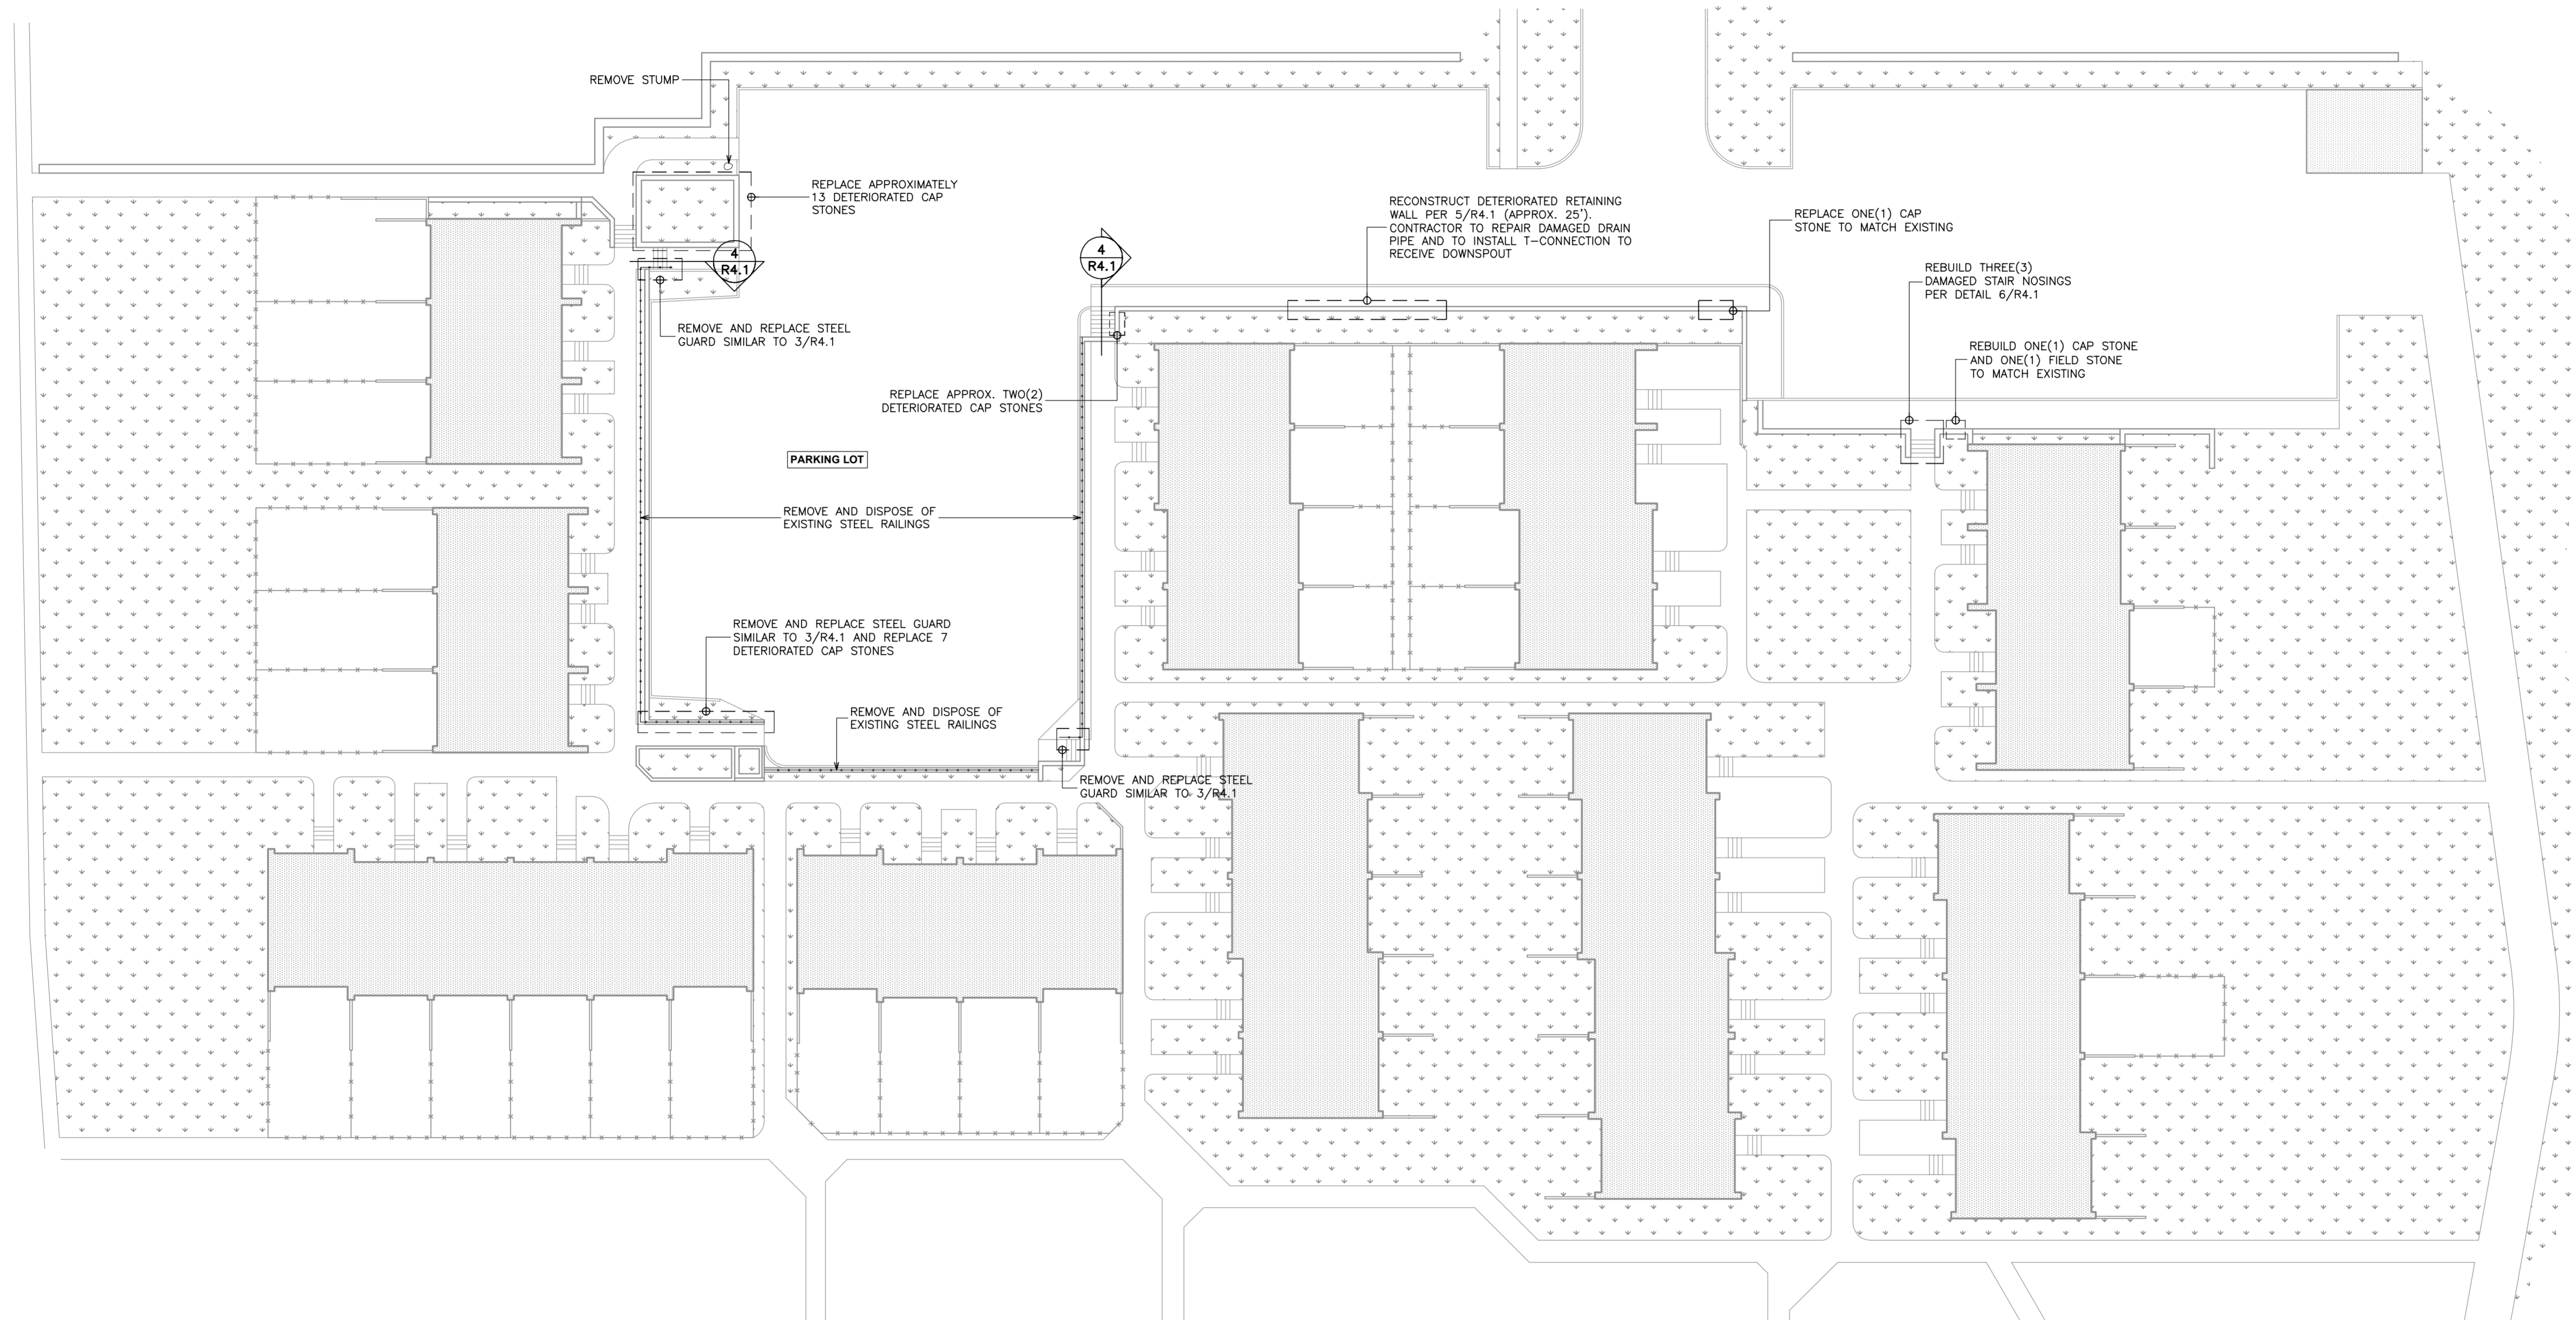 REMOVE STUMP
REPLACE APPROXIMATELY
13 DETERIORATED CAP
STONES
4
R4.1
REMOVE AND REPLACE STEEL
GUARD SIMILAR TO 3/R4.1
4
R4.1
RECONSTRUCT DETERIORATED RETAINING
WALL PER 5/R4.1 (APPROX. 25').
CONTRACTOR TO REPAIR DAMAGED DRAIN
PIPE AND TO INSTALL T-CONNECTION TO
RECEIVE DOWNSPOUT
REPLACE ONE(1) CAP
STONE TO MATCH EXISTING
REBUILD THREE(3)
DAMAGED STAIR NOSINGS
PER DETAIL 6/R4.1
REBUILD ONE(1) CAP STONE
AND ONE(1) FIELD STONE
TO MATCH EXISTING
REPLACE APPROX. TWO(2)
DETERIORATED CAP STONES
PARKING LOT
REMOVE AND DISPOSE OF
EXISTING STEEL RAILINGS
REMOVE AND REPLACE STEEL GUARD
SIMILAR TO 3/R4.1 AND REPLACE 7
DETERIORATED CAP STONES
REMOVE AND DISPOSE OF
EXISTING STEEL RAILINGS
REMOVE AND REPLACE STEEL
GUARD SIMILAR TO 3/R4.1